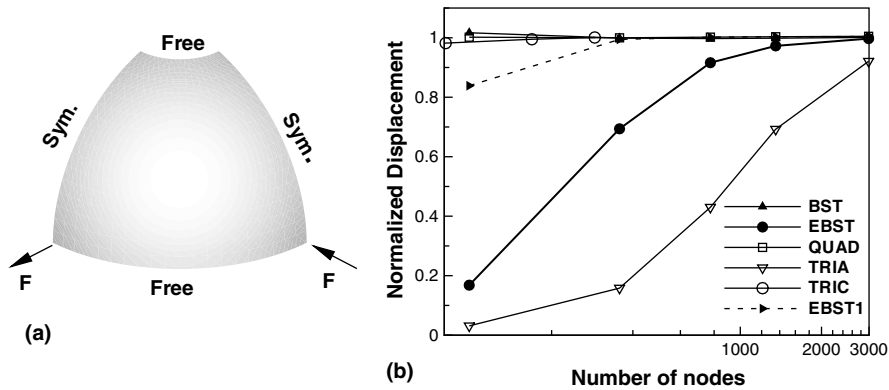 Free
Sym.
Sym.
F
F
Free
(a)
Normalized Displacement
1
0.8
0.6
0.4
0.2
0
BST
EBST
QUAD
TRIA
TRIC
EBST1
1000
2000
3000
Number of nodes
(b)